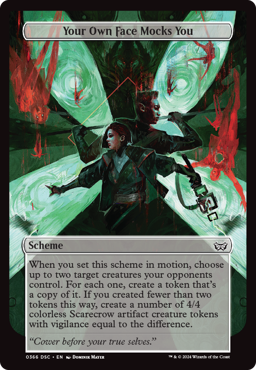 Your Own Face Mocks You
Scheme
When you set this scheme in motion, choose
up to two target creatures your opponents
control. For each one, create a token that's
a copy of it. If you created fewer than two
tokens this way, create a number of 4/4
colorless Scarecrow artifact creature tokens
with vigilance equal to the difference.
"Cower before your true selves."
0366 DSC • EN Dominik Mayer
™ & © 2024 Wizards of the Coast